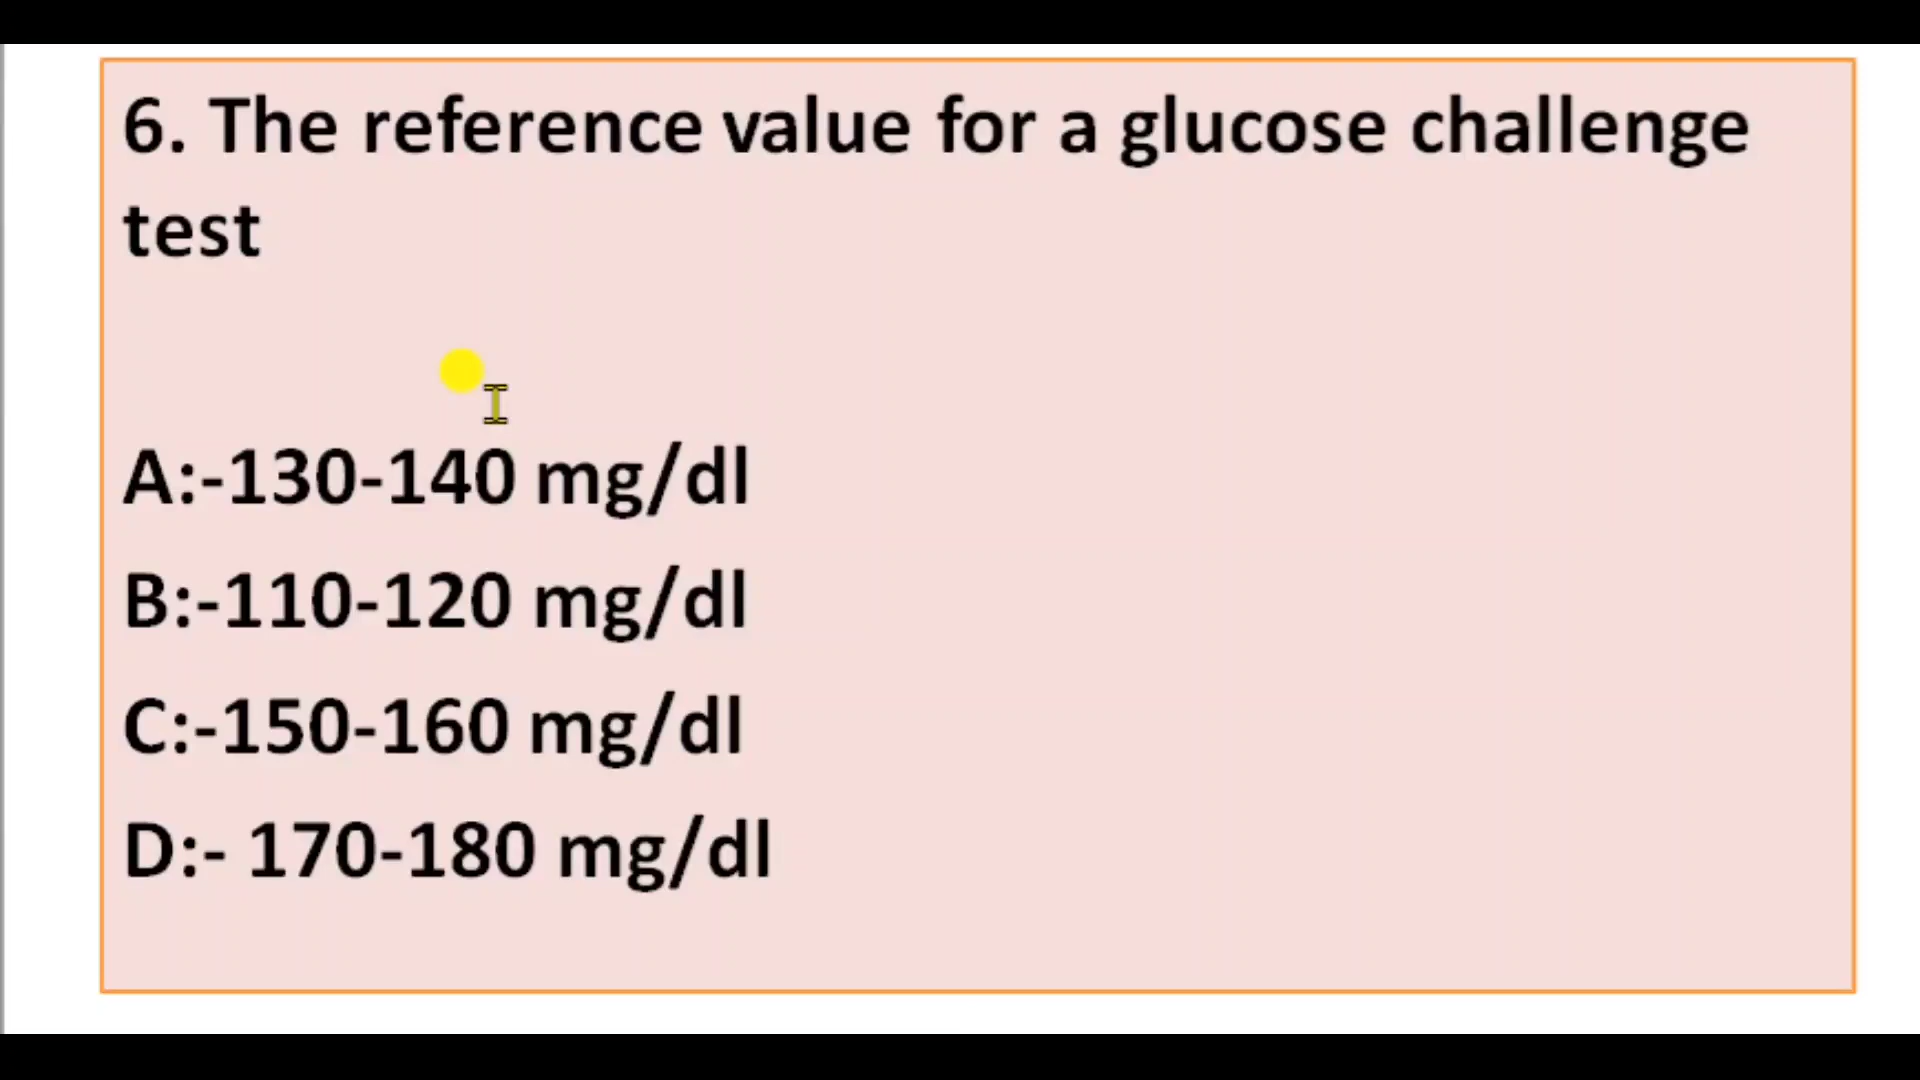 6. The reference value for a glucose challenge
test
A:-130-140 mg/dl
B:-110-120 mg/dl
C:-150-160 mg/dl
D:- 170-180 mg/dl